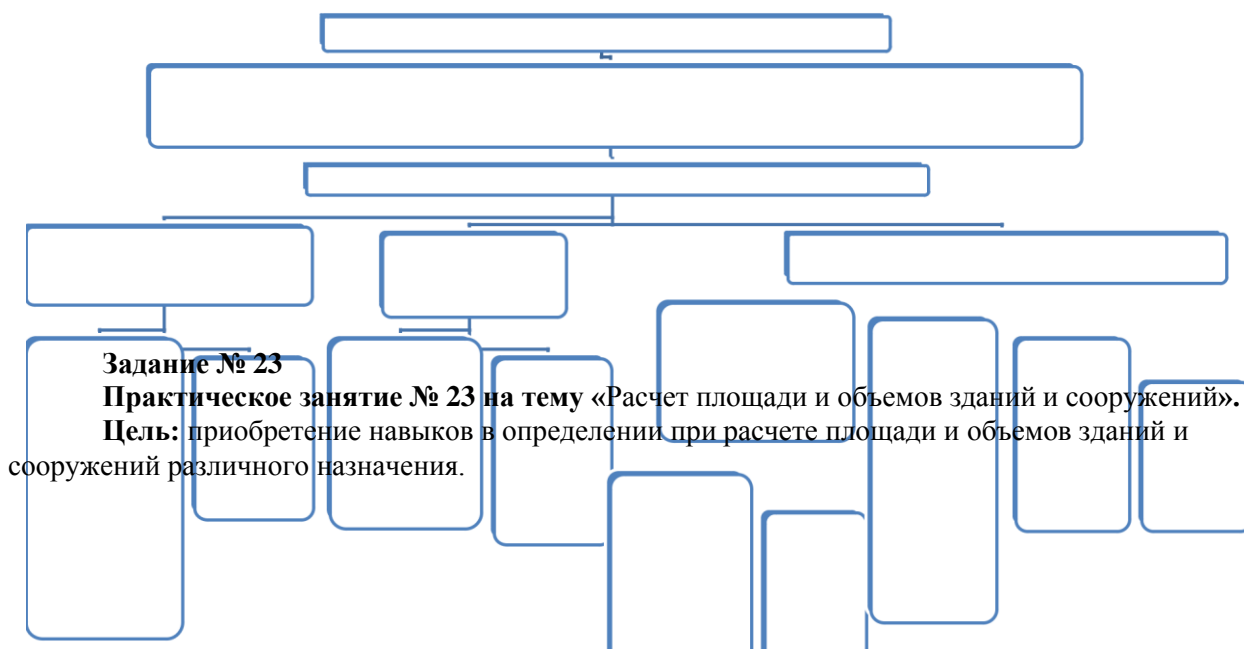 Задание № 23
Практическое занятие № 23 на тему «Расчет площади и объемов зданий и сооружений».
Цель: приобретение навыков в определении при расчете площади и объемов зданий и
сооружений различного назначения.